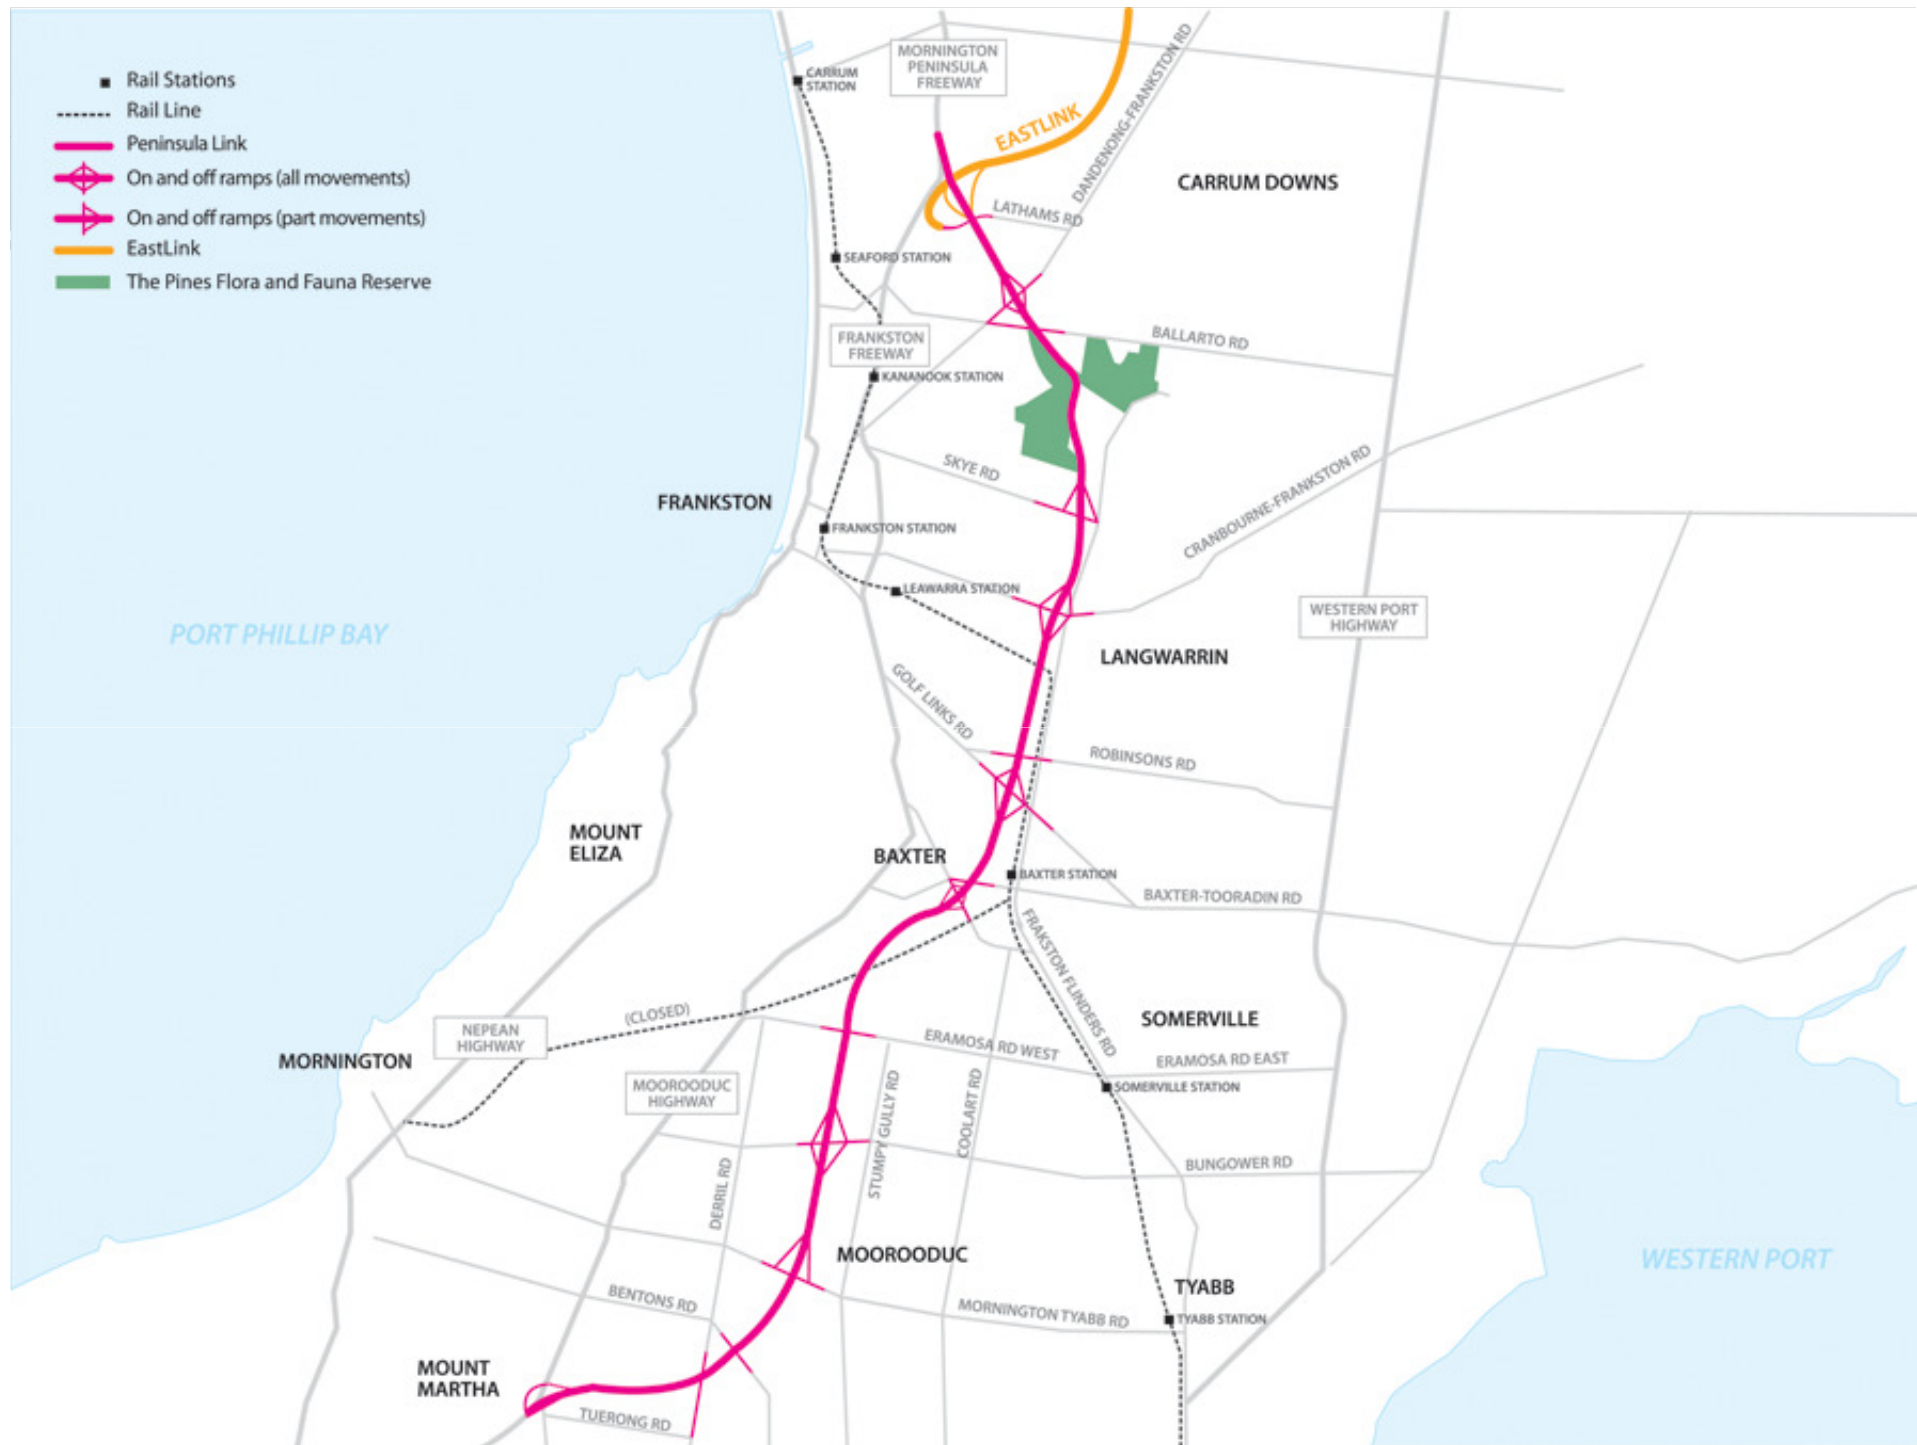 Rail Stations
Rail Line
Peninsula Link
On and off ramps (all movements)
On and off ramps (part movements)
EastLink
The Pines Flora and Fauna Reserve
MORNINGTON
PENINSULA
FREEWAY
CARRUM
STATION
EASTLINK
DANDENONG-FRANKSTON RD
CARRUM DOWNS
LATHAMS RD
SEAFORD STATION
FRANKSTON
FREEWAY
BALLARTO RD
KANANOOK STATION
SKYE RD
CRANBOURNE-FRANKSTON RD
FRANKSTON
FRANKSTON STATION
LEAWARRA STATION
WESTERN PORT
HIGHWAY
PORT PHILLIP BAY
LANGWARRIN
GOLF LINKS RD
ROBINSONS RD
MOUNT
ELIZA
BAXTER
BAXTER STATION
BAXTER-TOORADIN RD
FRAKSTON FLINDERS RD
(CLOSED)
SOMERVILLE
NEPEAN
HIGHWAY
ERAMOSA RD WEST
ERAMOSA RD EAST
MORNINGTON
MOOROODUC
HIGHWAY
SOMERVILLE STATION
STUMPY GULLY RD
COOLART RD
DERRIL RD
BUNGOWER RD
MOOROODUC
WESTERN PORT
TYABB
BENTONS RD
MORNINGTON TYABB RD
TYABB STATION
MOUNT
MARTHA
TUERONG RD